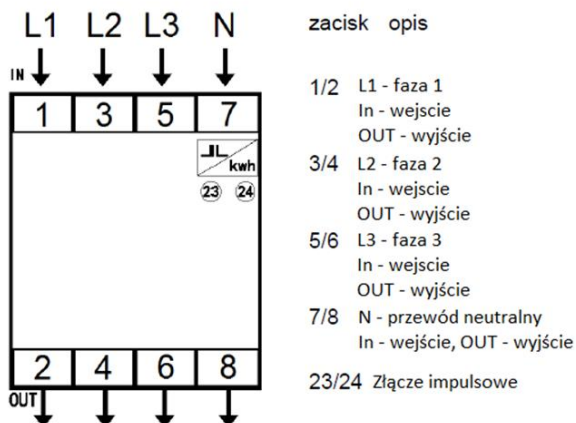 L1 L2 L3 N
IN
1 3 5 7
kwh
23 24
2 4 6 8
OUT
zacisk opis
1/2 L1 - faza 1
In - wejscie
OUT - wyjście
3/4 L2 - faza 2
In - wejscie
OUT - wyjście
5/6 L3 - faza 3
In - wejscie
OUT - wyjście
7/8 N - przewód neutralny
In - wejście, OUT - wyjście
23/24 Złącze impulsowe